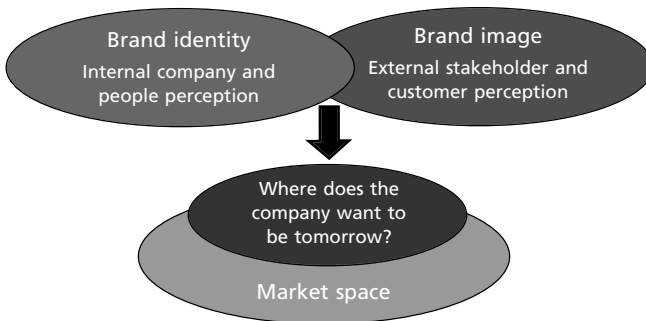 Brand identity
Internal company and
people perception
Brand image
External stakeholder and
customer perception
Where does the
company want to
be tomorrow?
Market space